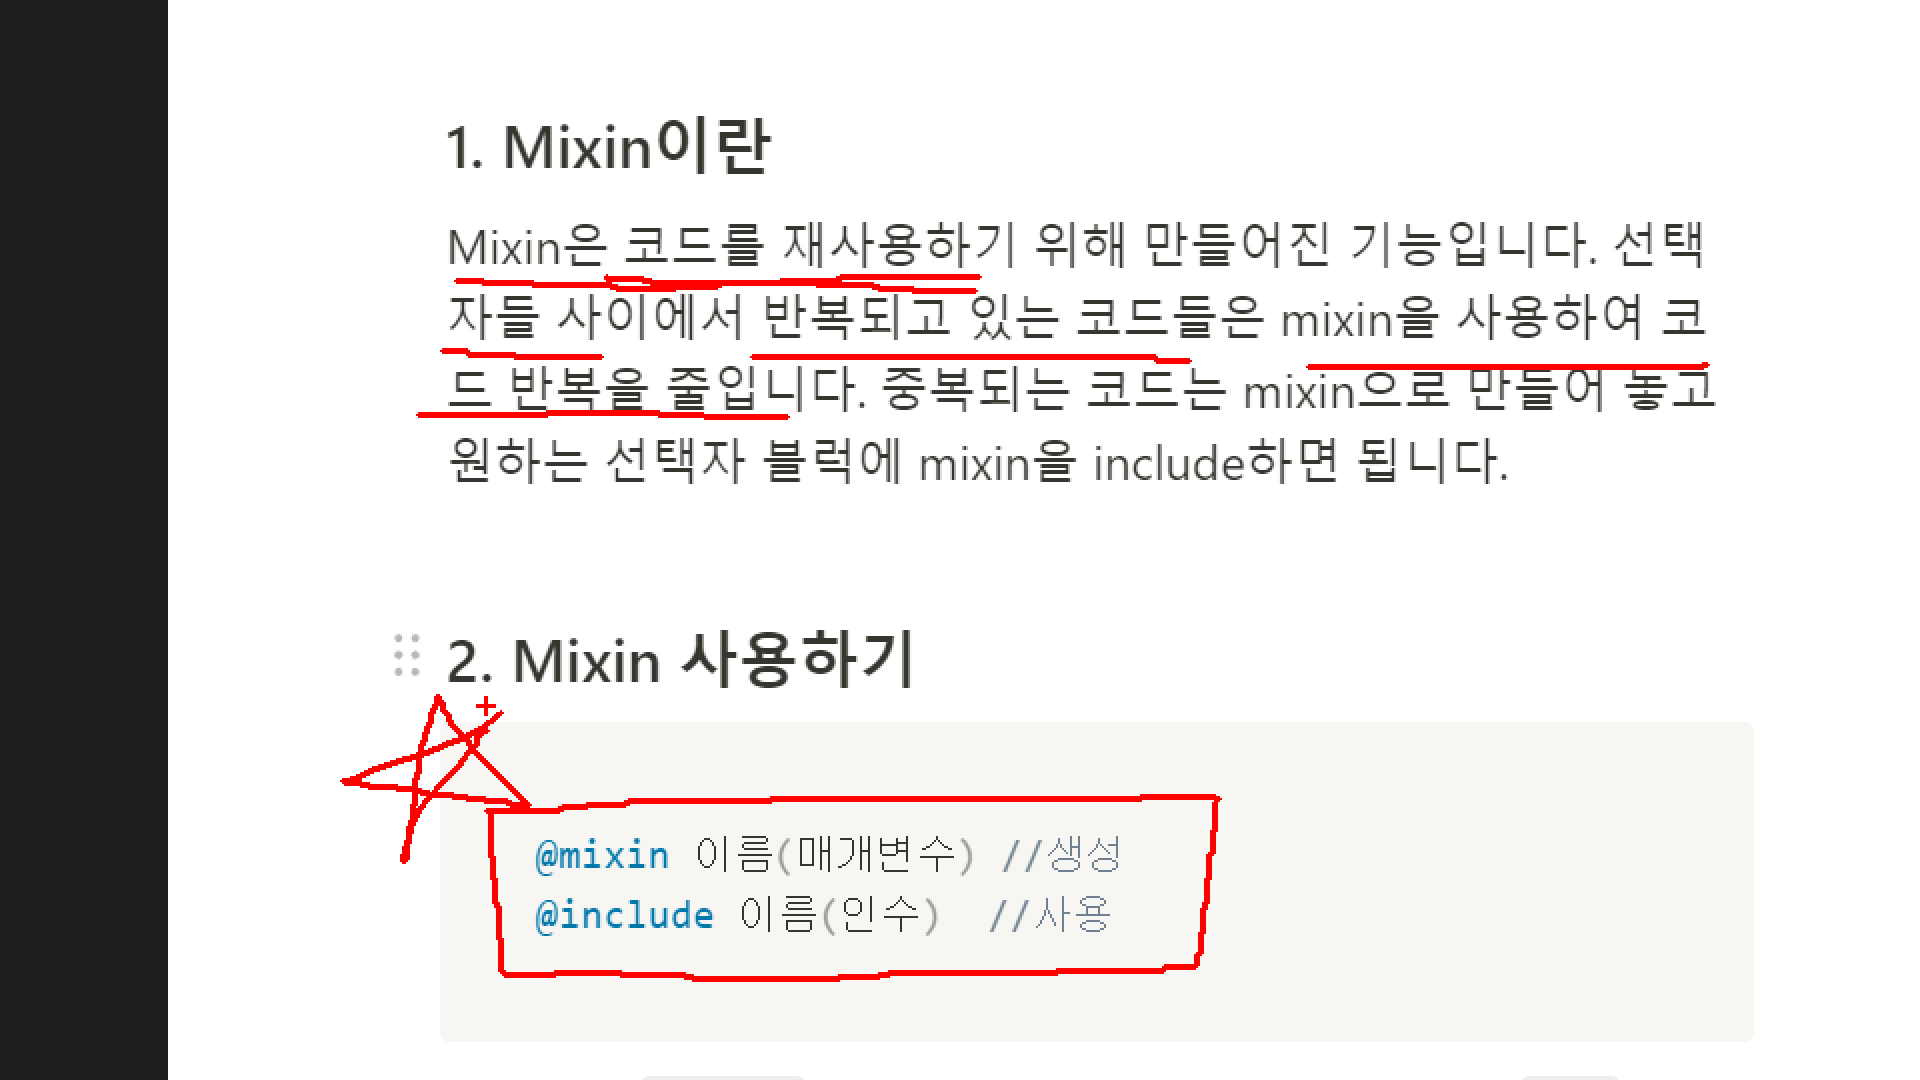 1. Mixin이란
Mixin은 코드를 재사용하기 위해 만들어진 기능입니다. 선택
자들 사이에서 반복되고 있는 코드들은 mixin을 사용하여 코
드 반복을 줄입니다. 중복되는 코드는 mixin으로 만들어 놓고
원하는 선택자 블럭에 mixin을 include하면 됩니다.
2. Mixin 사용하기
@mixin 이름(매개변수) //생성
@include 이름(인수)  //사용